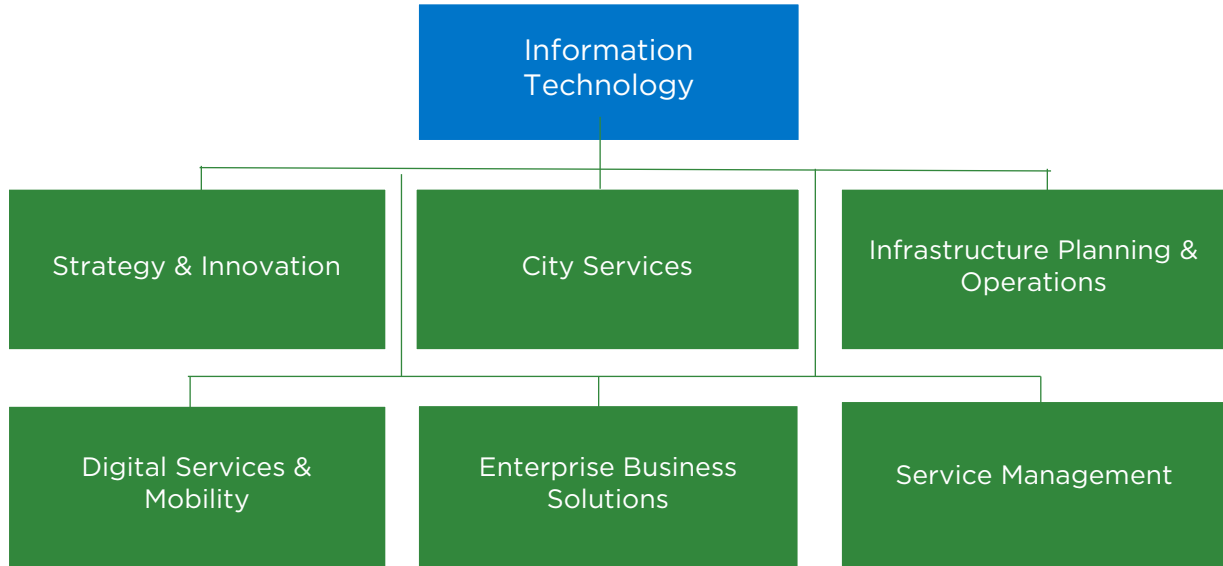 Information
Technology
Strategy & Innovation
City Services
Infrastructure Planning &
Operations
Digital Services &
Mobility
Enterprise Business
Solutions
Service Management